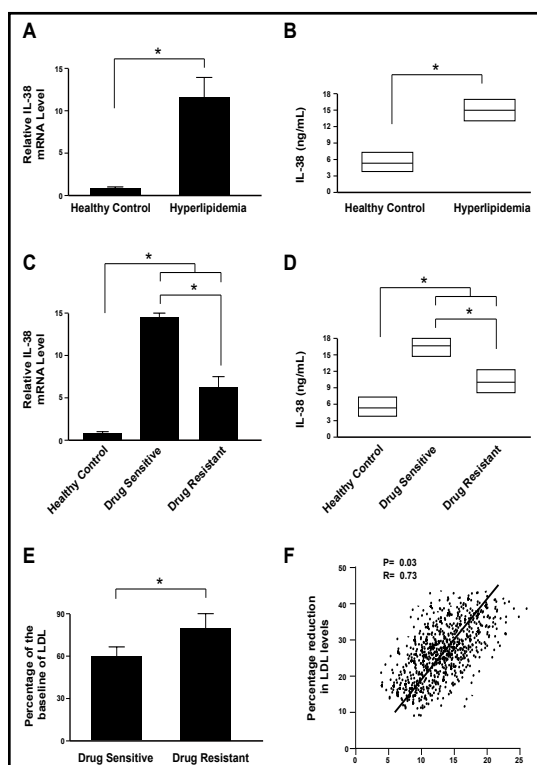 A
*
Relative IL-38
mRNA Level
15
10
5
0
Healthy Control
Hyperlipidemia
B
*
IL-38 (ng/mL)
18
15
12
9
6
3
0
Healthy Control
Hyperlipidemia
C
*
*
Relative IL-38
mRNA Level
15
10
5
0
Healthy Control
Drug Sensitive
Drug Resistant
D
*
*
IL-38 (ng/mL)
18
15
12
9
6
3
0
Healthy Control
Drug Sensitive
Drug Resistant
E
*
Percentage of the
baseline of LDL
90
60
30
0
Drug Sensitive
Drug Resistant
F
P= 0.03
R= 0.73
Percentage reduction
in LDL levels
50
40
30
20
10
0
0
5
10
15
20
25